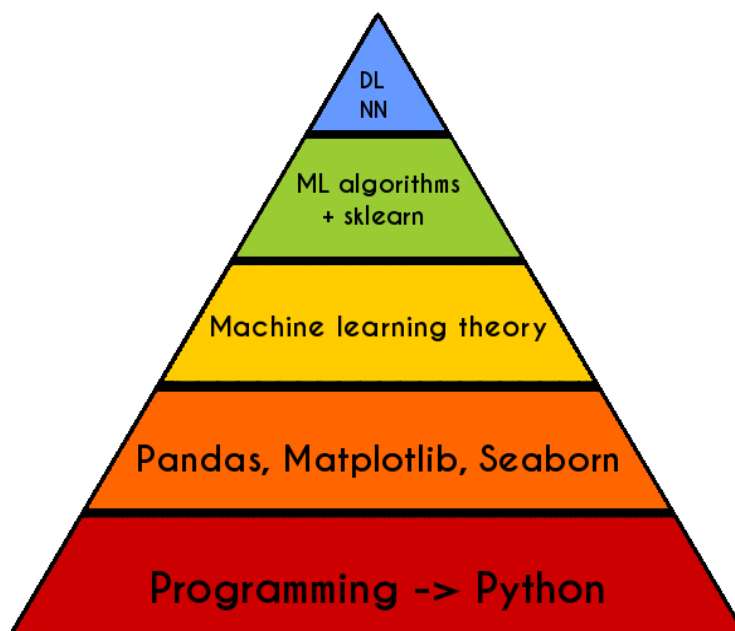 DL
NN
ML algorithms
+ sklearn
Machine learning theory
Pandas, Matplotlib, Seaborn
Programming -> Python